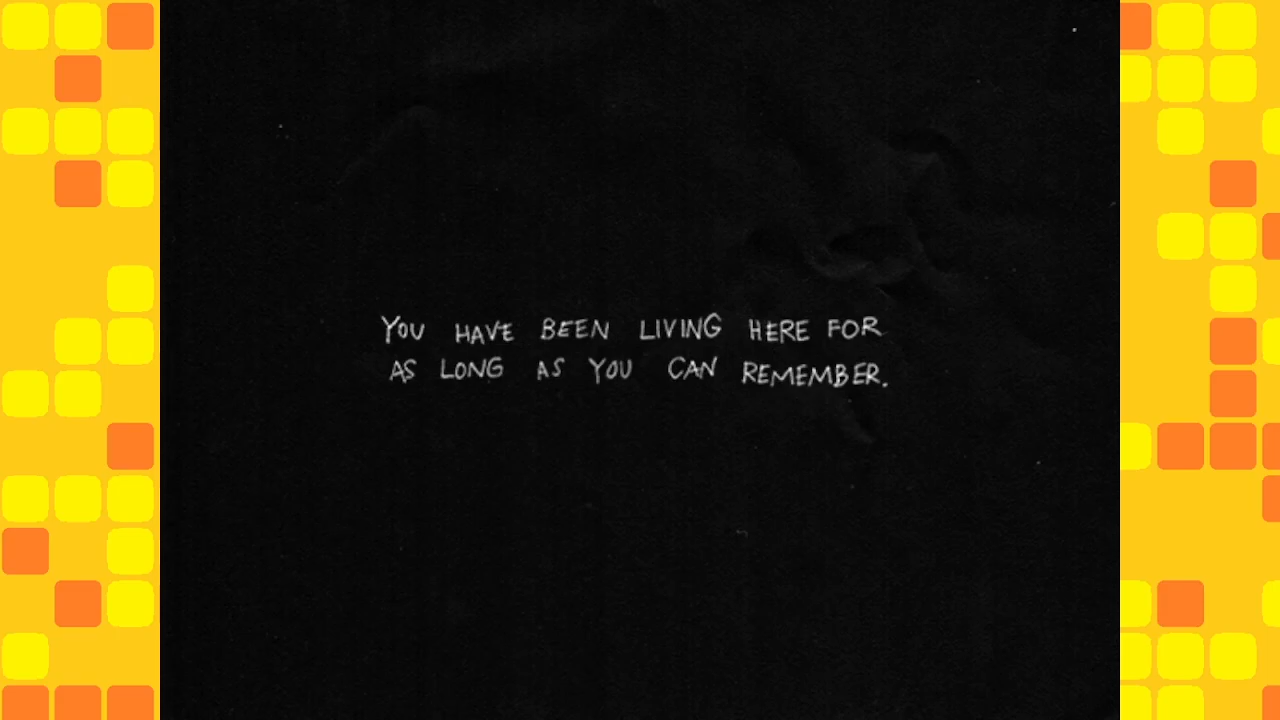 YOU HAVE BEEN LIVING HERE FOR
AS LONG AS YOU CAN REMEMBER.